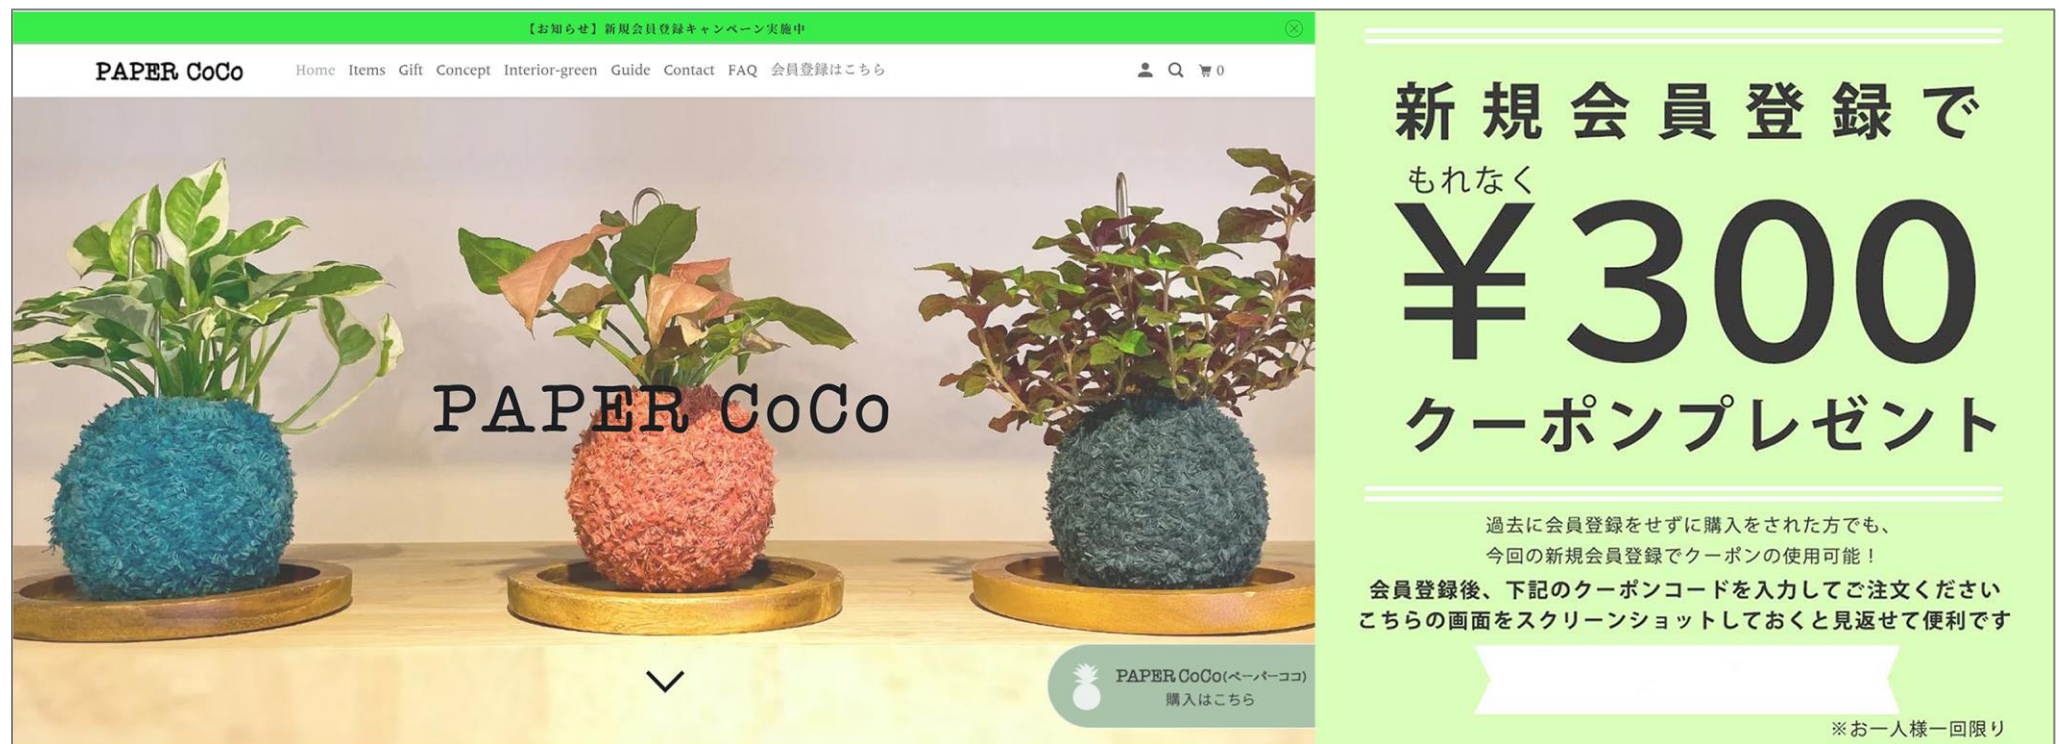 【お知らせ】新規会員登録キャンペーン実施中
PAPER CoCo
Home Items Gift Concept Interior-green Guide Contact FAQ 会員登録はこちら
0
PAPER CoCo
PAPER CoCo(ペーパーココ)
購入はこちら
新規会員登録で
もれなく
¥300
クーポンプレゼント
過去に会員登録をせずに購入をされた方でも、
今回の新規会員登録でクーポンの使用可能！
会員登録後、下記のクーポンコードを入力してご注文ください
こちらの画面をスクリーンショットしておくと見返せて便利です
※お一人様一回限り